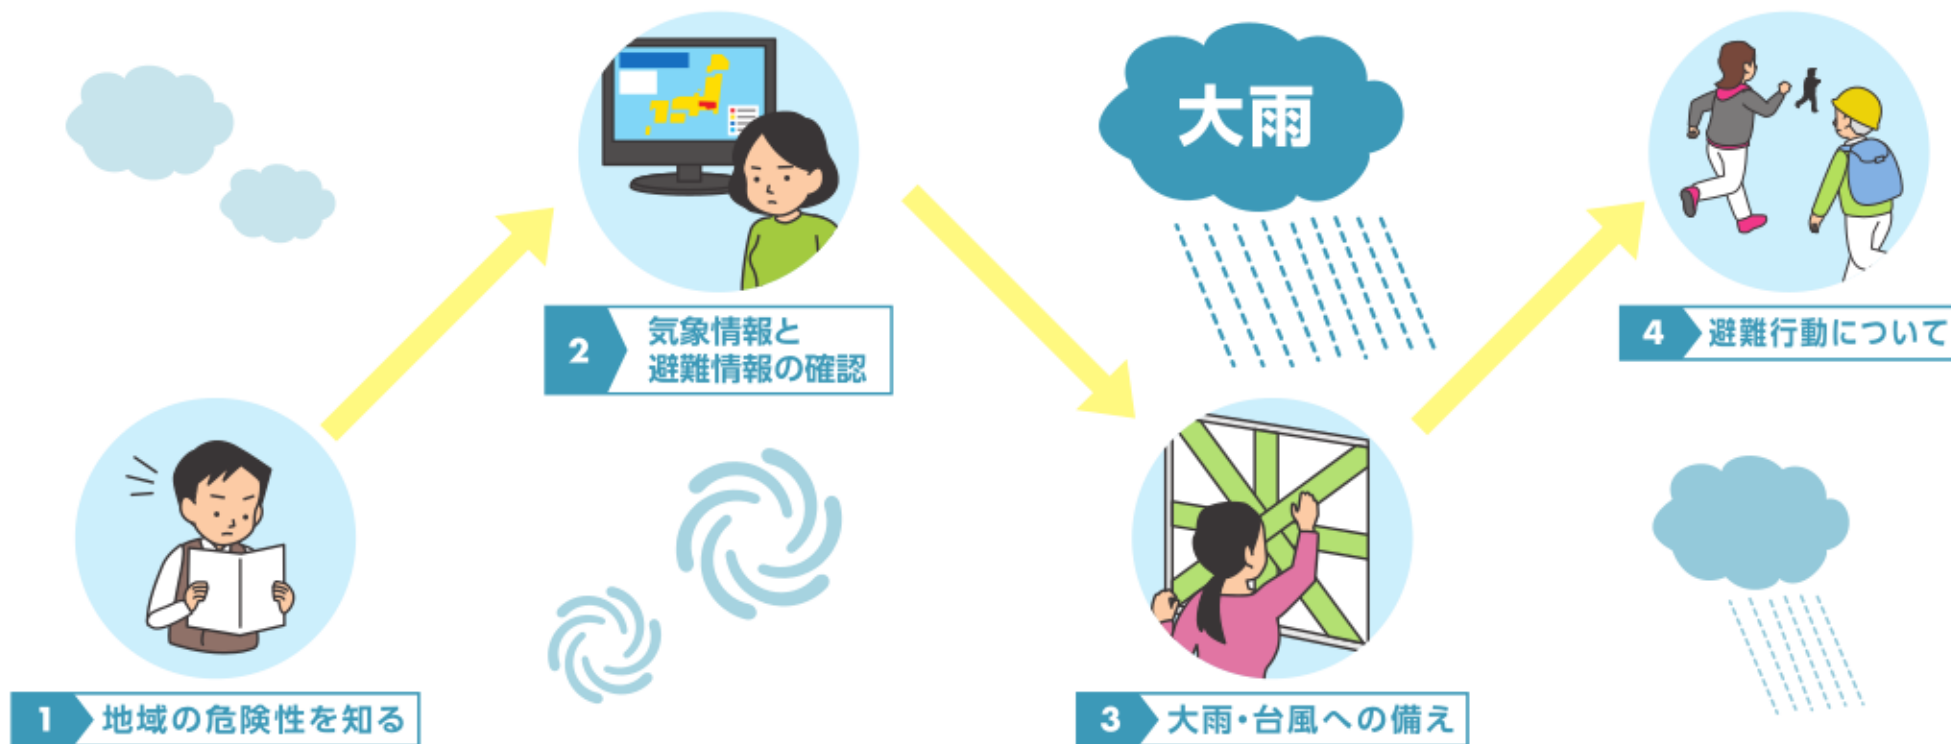 1 地域の危険性を知る
2 気象情報と
避難情報の確認
大雨
3 大雨・台風への備え
4 避難行動について